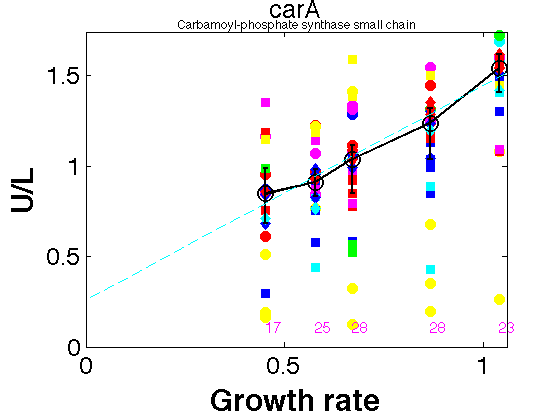 carA
Carbamoyl-phosphate synthase small chain
U/L
1.5
1
0.5
0
17 25 28 28 23
0 0.5 1
Growth rate